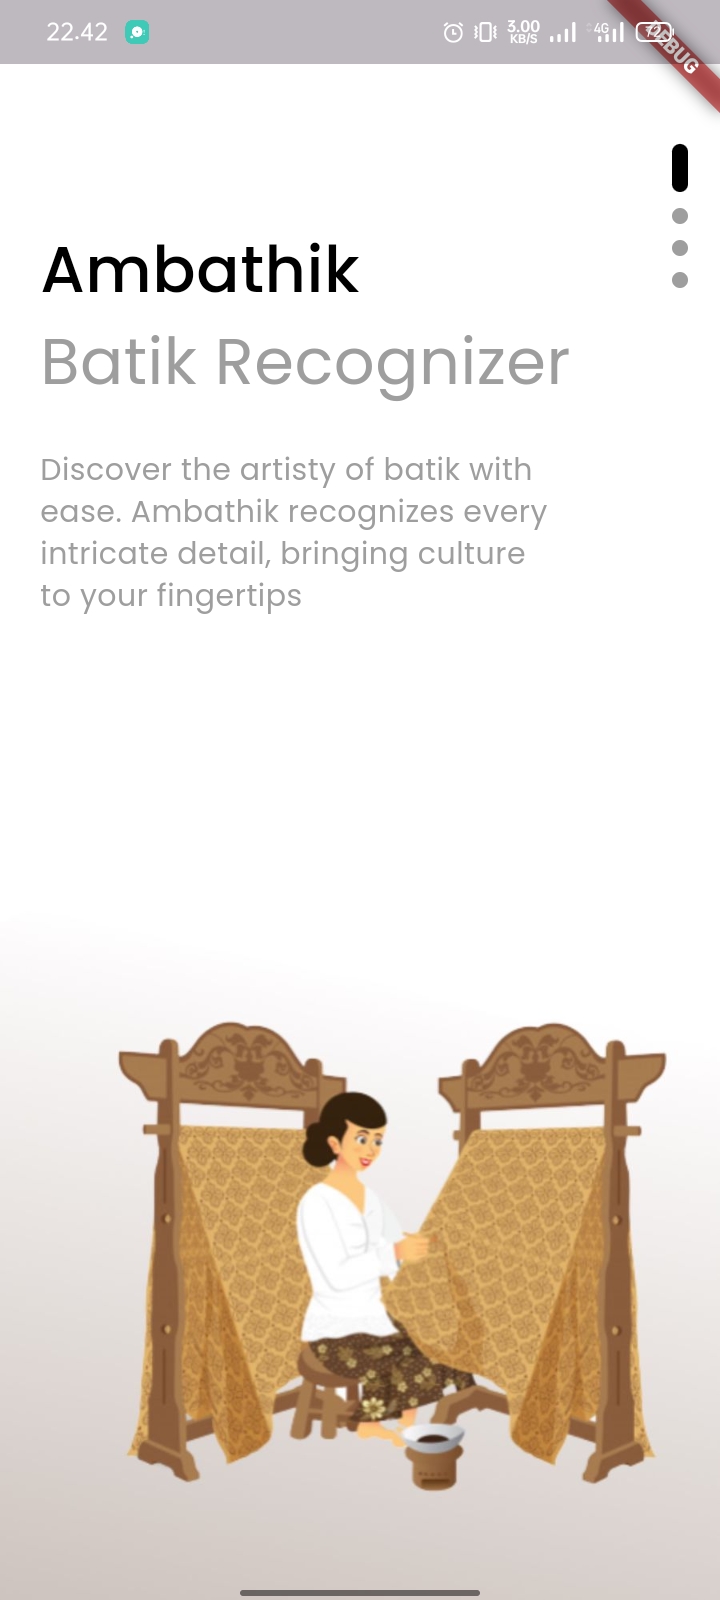 22.42
3.00
KB/S
4G
72
DEBUG
Ambathik
Batik Recognizer
Discover the artisty of batik with
ease. Ambathik recognizes every
intricate detail, bringing culture
to your fingertips